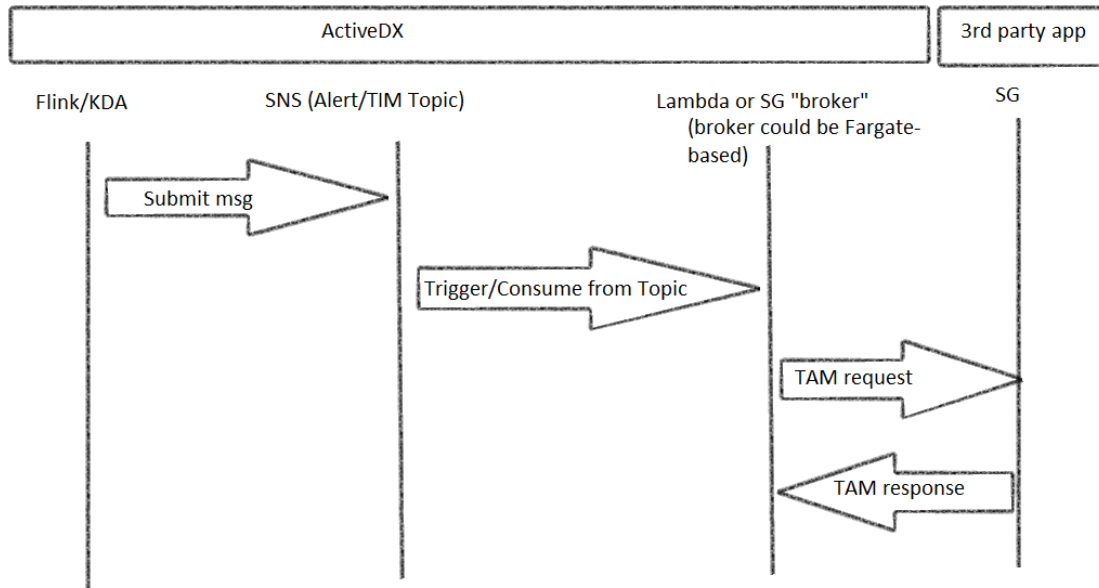 ActiveDX
3rd party app
Flink/KDA
SNS (Alert/TIM Topic)
Lambda or SG "broker"
(broker could be Fargate-
based)
SG
Submit msg
Trigger/Consume from Topic
TAM request
TAM response